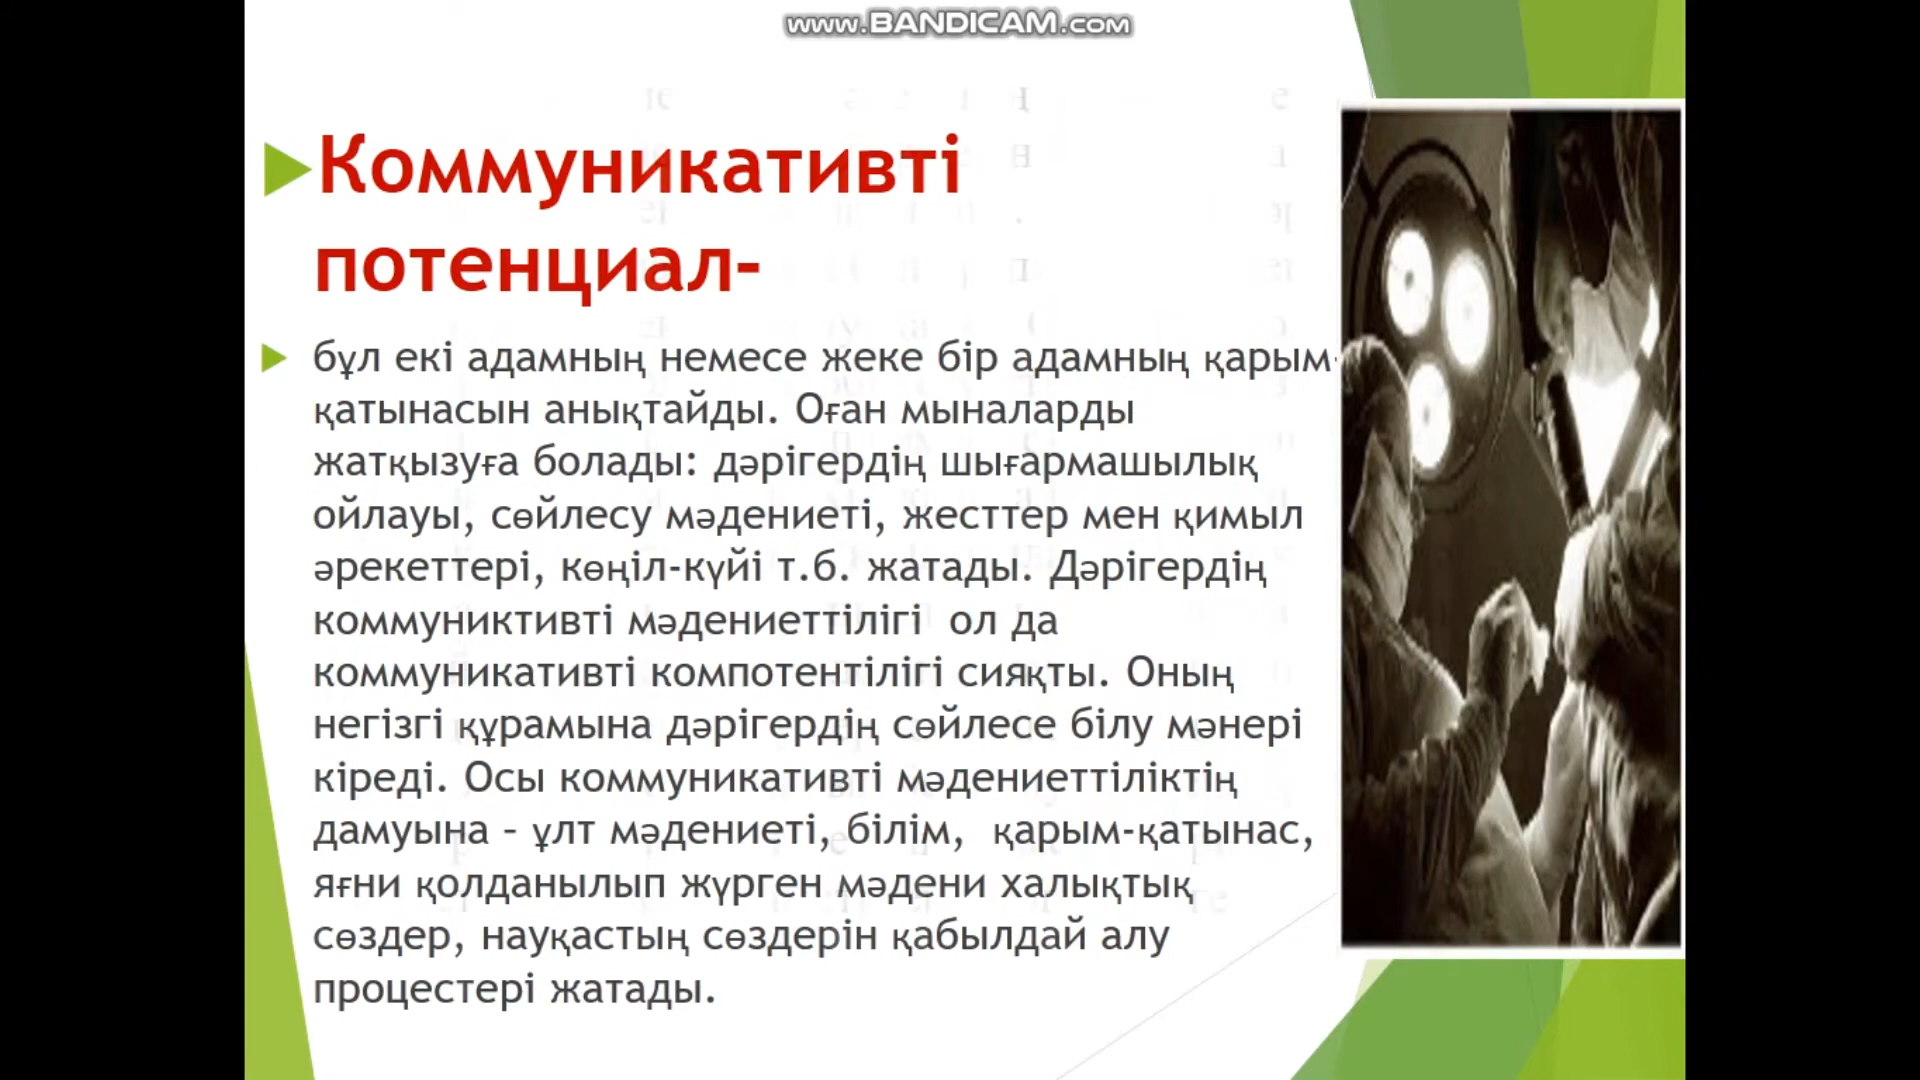 www.BANDICAM.com
Коммуникативті
потенциал-
бұл екі адамның немесе жеке бір адамның қарым-
қатынасын анықтайды. Оған мыналарды
жатқызуға болады: дәрігердің шығармашылық
ойлауы, сөйлесу мәдениеті, жесттер мен қимыл
әрекеттері, көңіл-күйі т.б. жатады. Дәрігердің
коммуниктивті мәдениеттілігі  ол да
коммуникативті компотентілігі сияқты. Оның
негізгі құрамына дәрігердің сөйлесе білу мәнері
кіреді. Осы коммуникативті мәдениеттіліктің
дамуына – ұлт мәдениеті, білім,  қарым-қатынас,
яғни қолданылып жүрген мәдени халықтық
сөздер, науқастың сөздерін қабылдай алу
процестері жатады.